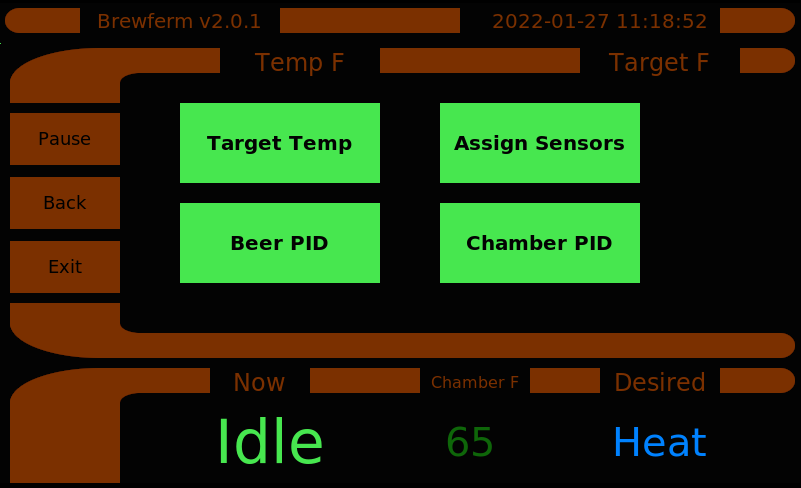 Brewferm v2.0.1 2022-01-27 11:18:52
Temp F Target F
Target Temp Assign Sensors
Pause
Back
Beer PID Chamber PID
Exit
Now Chamber F Desired
Idle 65 Heat